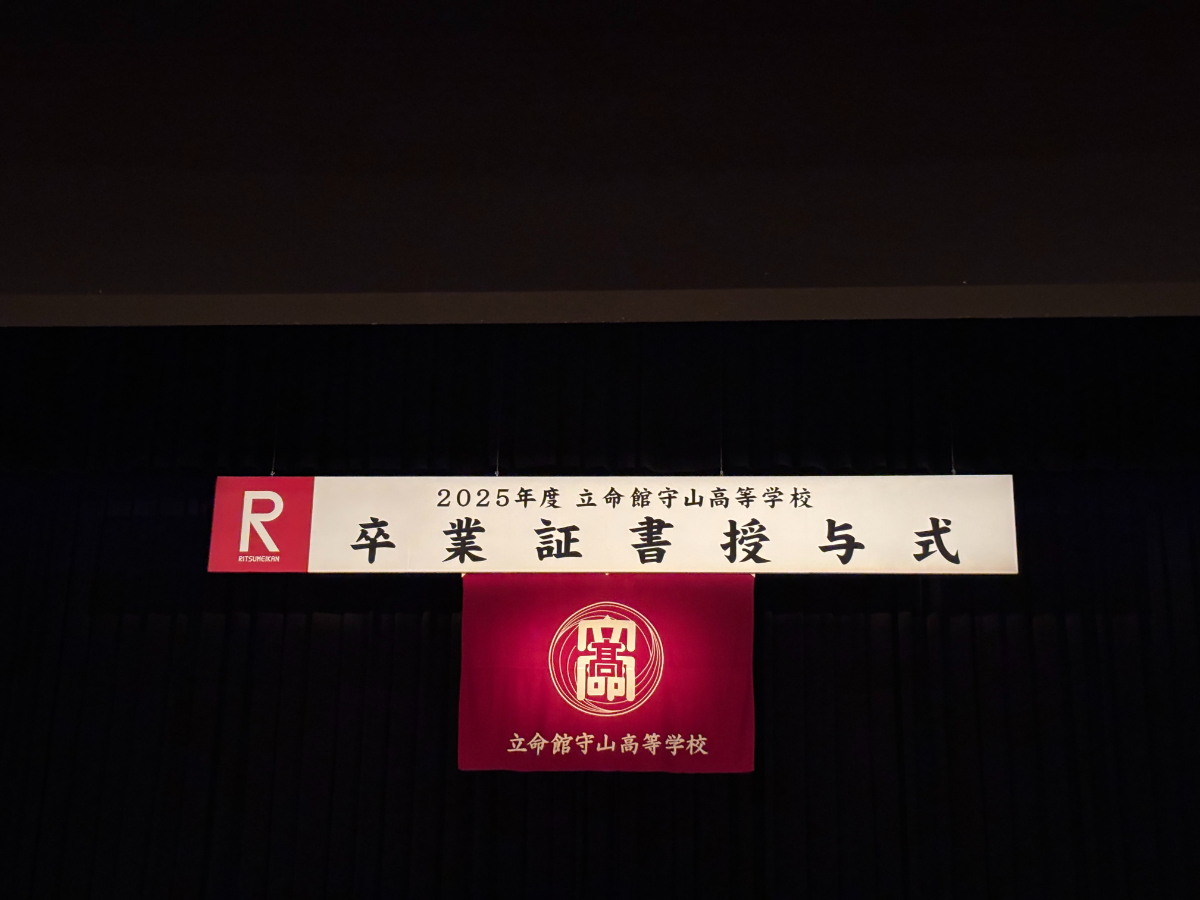 2025年度 立命館守山高等学校
R
RITSUMEIKAN
卒業証書授与式
立命館守山高等学校